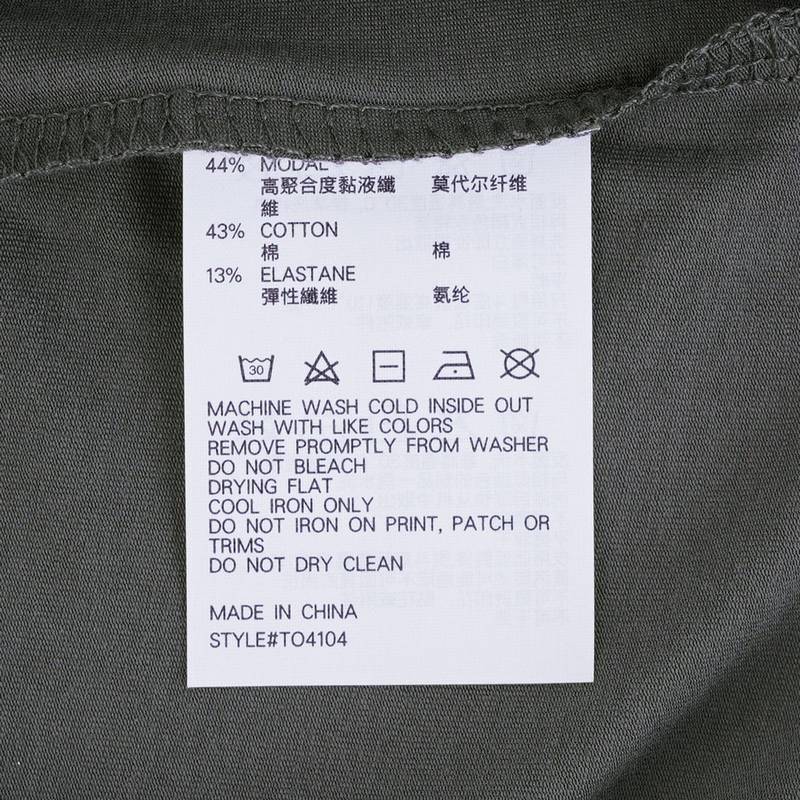 44% MODAL
高聚合度黏液纖 莫代尔纤维
維
43% COTTON
棉 棉
13% ELASTANE
彈性纖維 氨纶
30
MACHINE WASH COLD INSIDE OUT
WASH WITH LIKE COLORS
REMOVE PROMPTLY FROM WASHER
DO NOT BLEACH
DRYING FLAT
COOL IRON ONLY
DO NOT IRON ON PRINT, PATCH OR
TRIMS
DO NOT DRY CLEAN
MADE IN CHINA
STYLE#TO4104